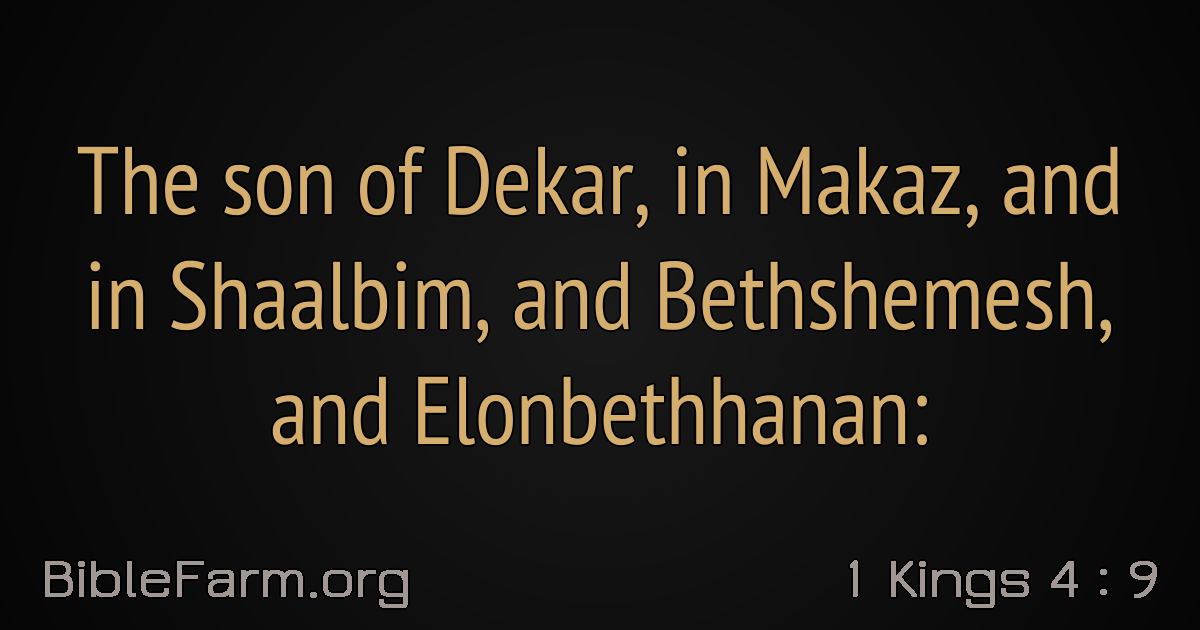 The son of Dekar, in Makaz, and
in Shaalbim, and Bethshemesh,
and Elonbethhanan:
BibleFarm.org
1 Kings 4 : 9